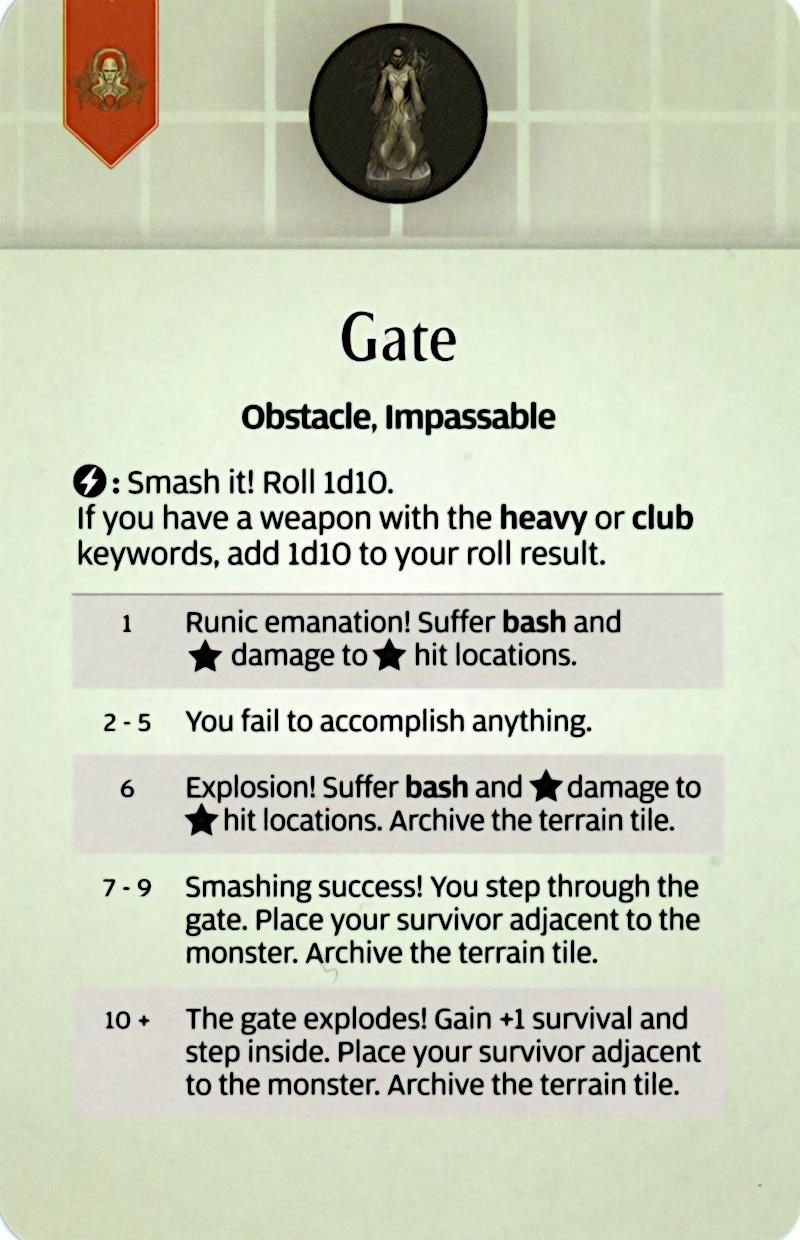 Gate
Obstacle, Impassable
: Smash it! Roll 1d10.
If you have a weapon with the heavy or club
keywords, add 1d10 to your roll result.
1 Runic emanation! Suffer bash and
★ damage to ★ hit locations.
2 - 5 You fail to accomplish anything.
6 Explosion! Suffer bash and ★ damage to
★ hit locations. Archive the terrain tile.
7 - 9 Smashing success! You step through the
gate. Place your survivor adjacent to the
monster. Archive the terrain tile.
10 + The gate explodes! Gain +1 survival and
step inside. Place your survivor adjacent
to the monster. Archive the terrain tile.